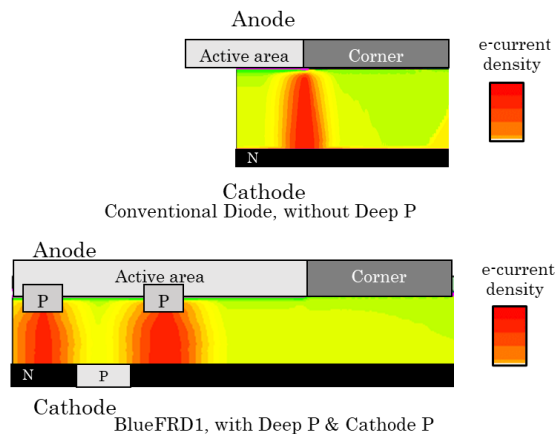 Anode
Active area Corner
e-current
density
N
Cathode
Conventional Diode, without Deep P
Anode
Active area Corner
e-current
density
P P
N P
Cathode
BlueFRD1, with Deep P & Cathode P